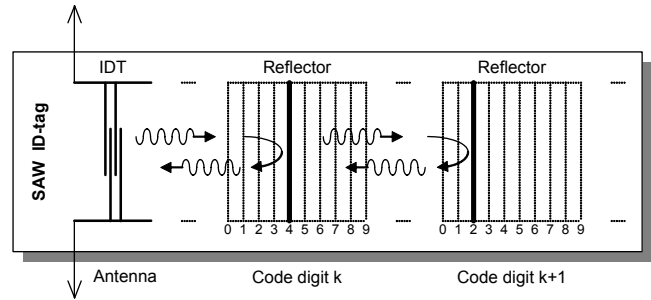 IDT Reflector Reflector
SAW ID-tag
0 1 2 3 4 5 6 7 8 9 0 1 2 3 4 5 6 7 8 9
Antenna Code digit k Code digit k+1